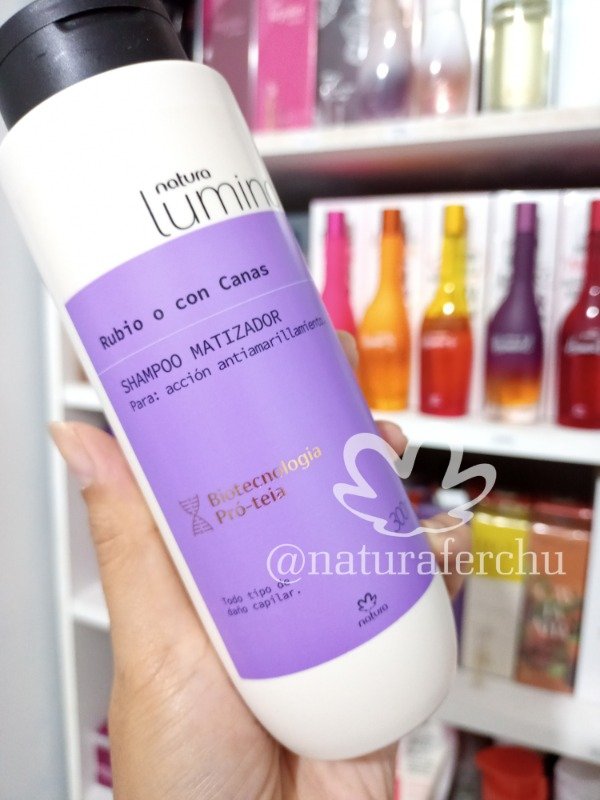 natura
lumina
Rubio o con Canas
SHAMPOO MATIZADOR
Para: acción antiamarillamiento
Biotecnología
Pró-teia
30
@naturaferchu
Todo tipo de
daño capilar.
natura